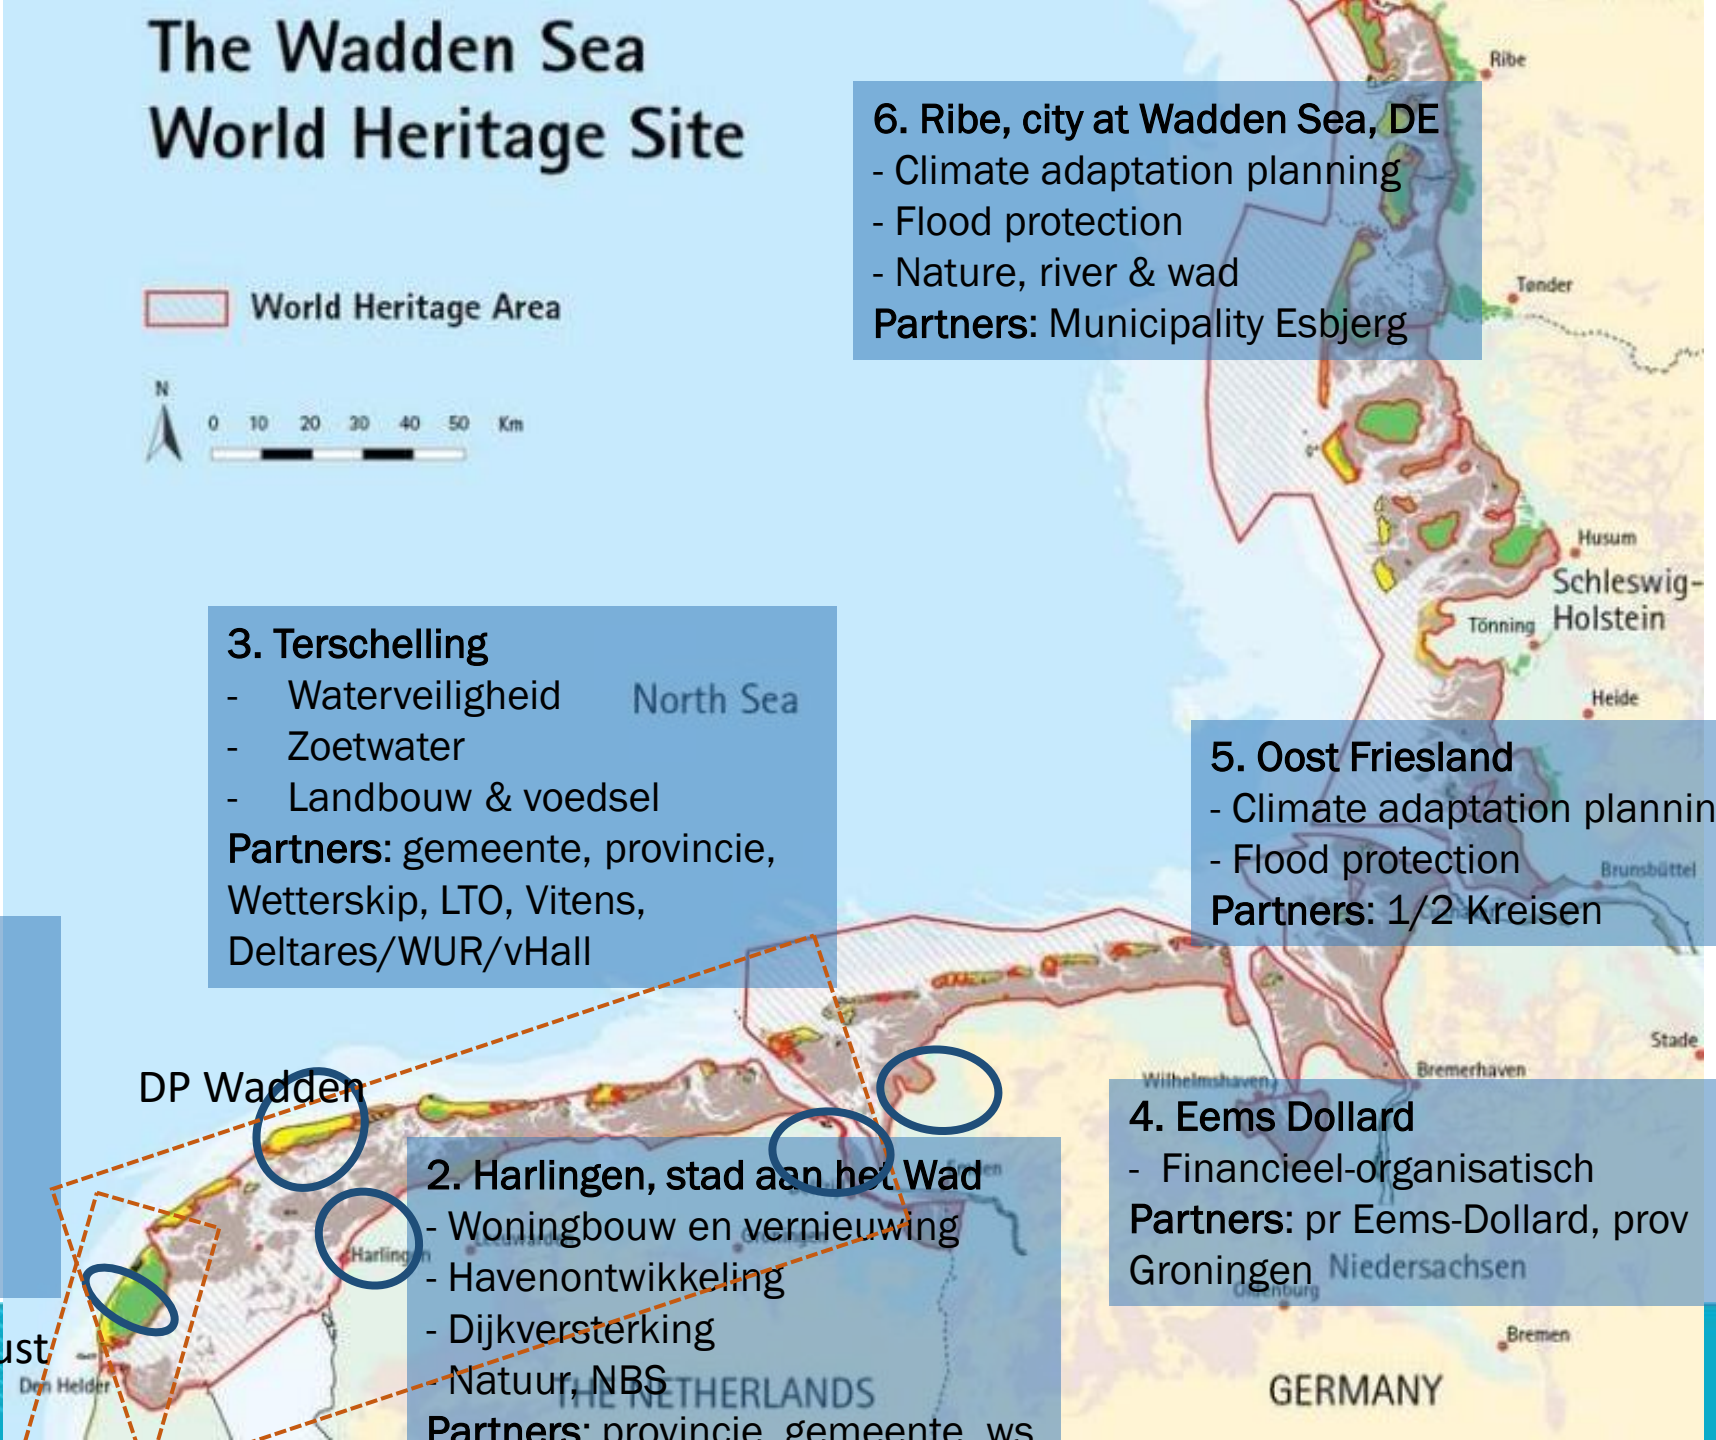 The Wadden Sea
World Heritage Site
World Heritage Area
N
0 10 20 30 40 50 Km
Ribe
6. Ribe, city at Wadden Sea, DE
- Climate adaptation planning
- Flood protection
- Nature, river & wad
Partners: Municipality Esbjerg
Tønder
Husum
Schleswig-
Holstein
Tönning
Heide
3. Terschelling
- Waterveiligheid
- Zoetwater
- Landbouw & voedsel
Partners: gemeente, provincie,
Wetterskip, LTO, Vitens,
Deltares/WUR/vHall
North Sea
5. Oost Friesland
- Climate adaptation plannin
- Flood protection
Partners: 1/2 Kreisen
Brunsbüttel
Stade
Bremerhaven
Wilhelmshaven
DP Wadden
4. Eems Dollard
- Financieel-organisatisch
Partners: pr Eems-Dollard, prov
Groningen
Niedersachsen
Oldenburg
Bremen
GERMANY
2. Harlingen, stad aan het Wad
- Woningbouw en vernieuwing
- Havenontwikkeling
- Dijkversterking
- Natuur, NBS
Partners: provincie, gemeente, ws
Emden
Harlingen
Leeuwarden
Groningen
THE NETHERLANDS
ust
Den Helder